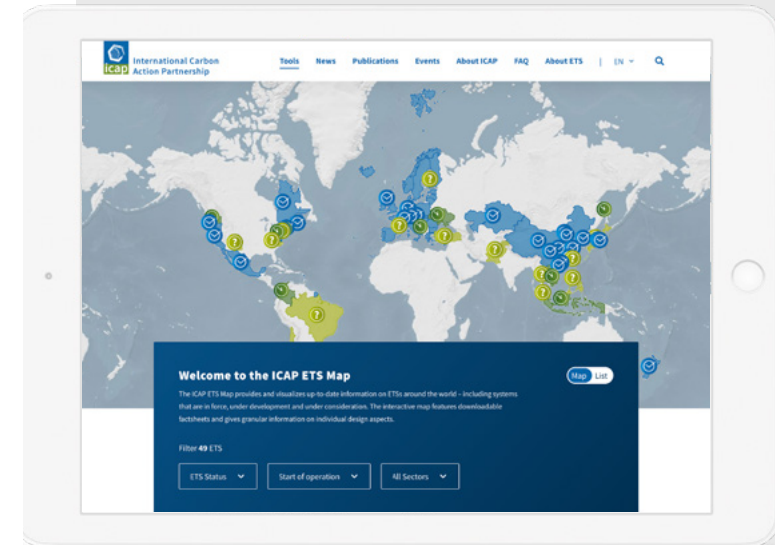 icap
International Carbon
Action Partnership
Tools News Publications Events About ICAP FAQ About ETS | EN
Welcome to the ICAP ETS Map
Map List
The ICAP ETS Map provides and visualizes up-to-date information on ETSs around the world – including systems
that are in force, under development and under consideration. The interactive map features downloadable
factsheets and gives granular information on individual design aspects.
Filter 49 ETS
ETS Status Start of operation All Sectors